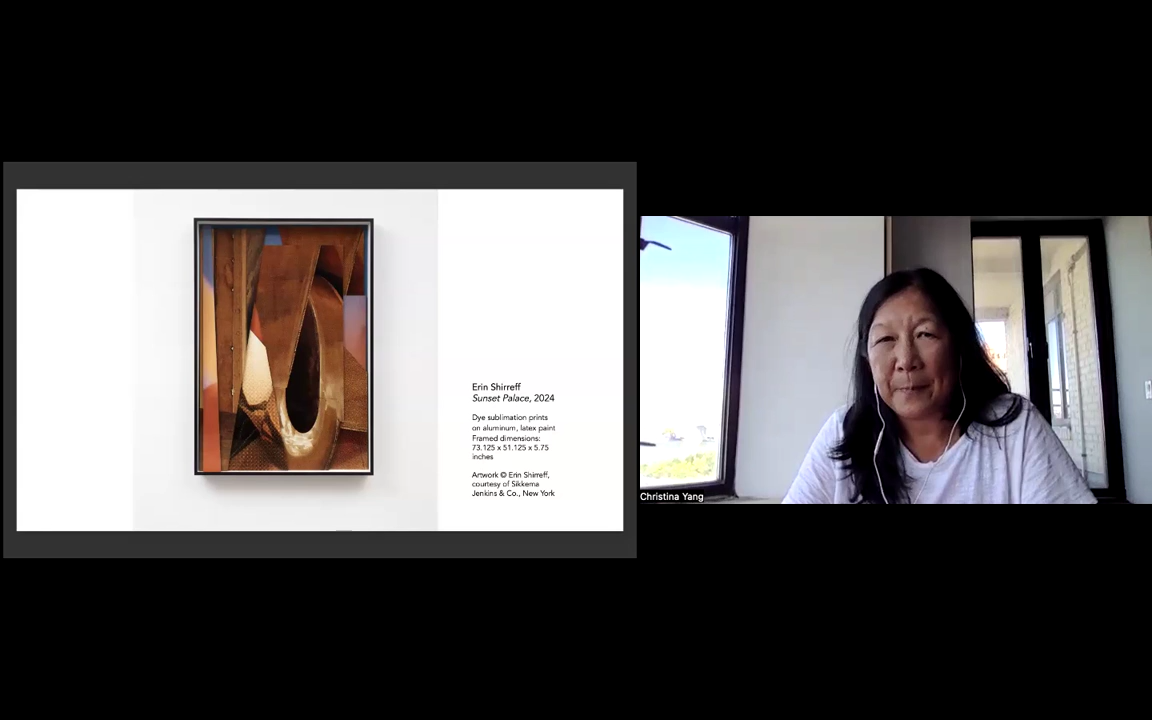 Erin Shirreff
Sunset Palace, 2024
Dye sublimation prints
on aluminum, latex paint
Framed dimensions:
73.125 x 51.125 x 5.75
inches
Artwork © Erin Shirreff,
courtesy of Sikkema
Jenkins & Co., New York
Christina Yang